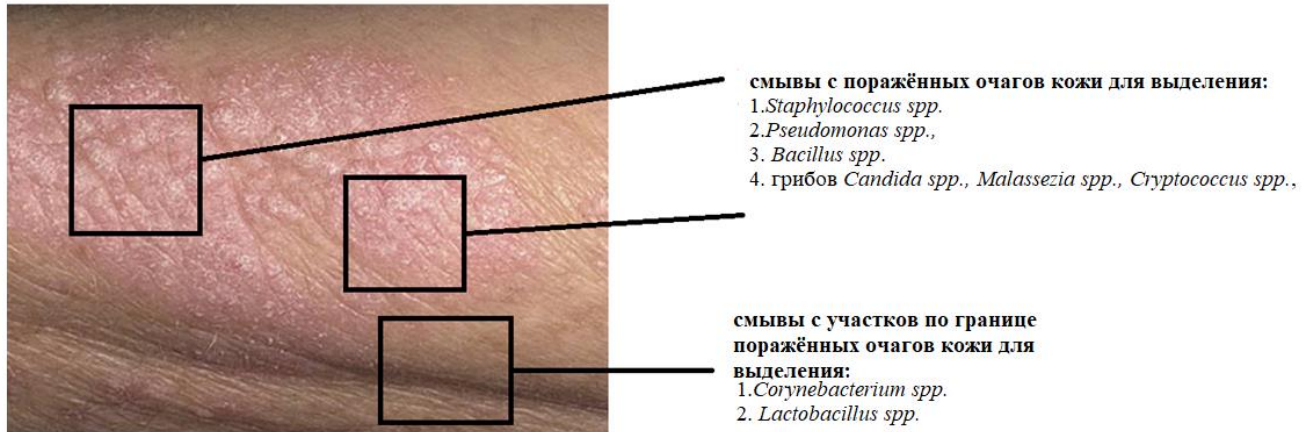 смывы с поражённых очагов кожи для выделения:
1.Staphylococcus spp.
2.Pseudomonas spp.,
3. Bacillus spp.
4. грибов Candida spp., Malassezia spp., Cryptococcus spp.,
смывы с участков по границе
поражённых очагов кожи для
выделения:
1.Corynebacterium spp.
2. Lactobacillus spp.